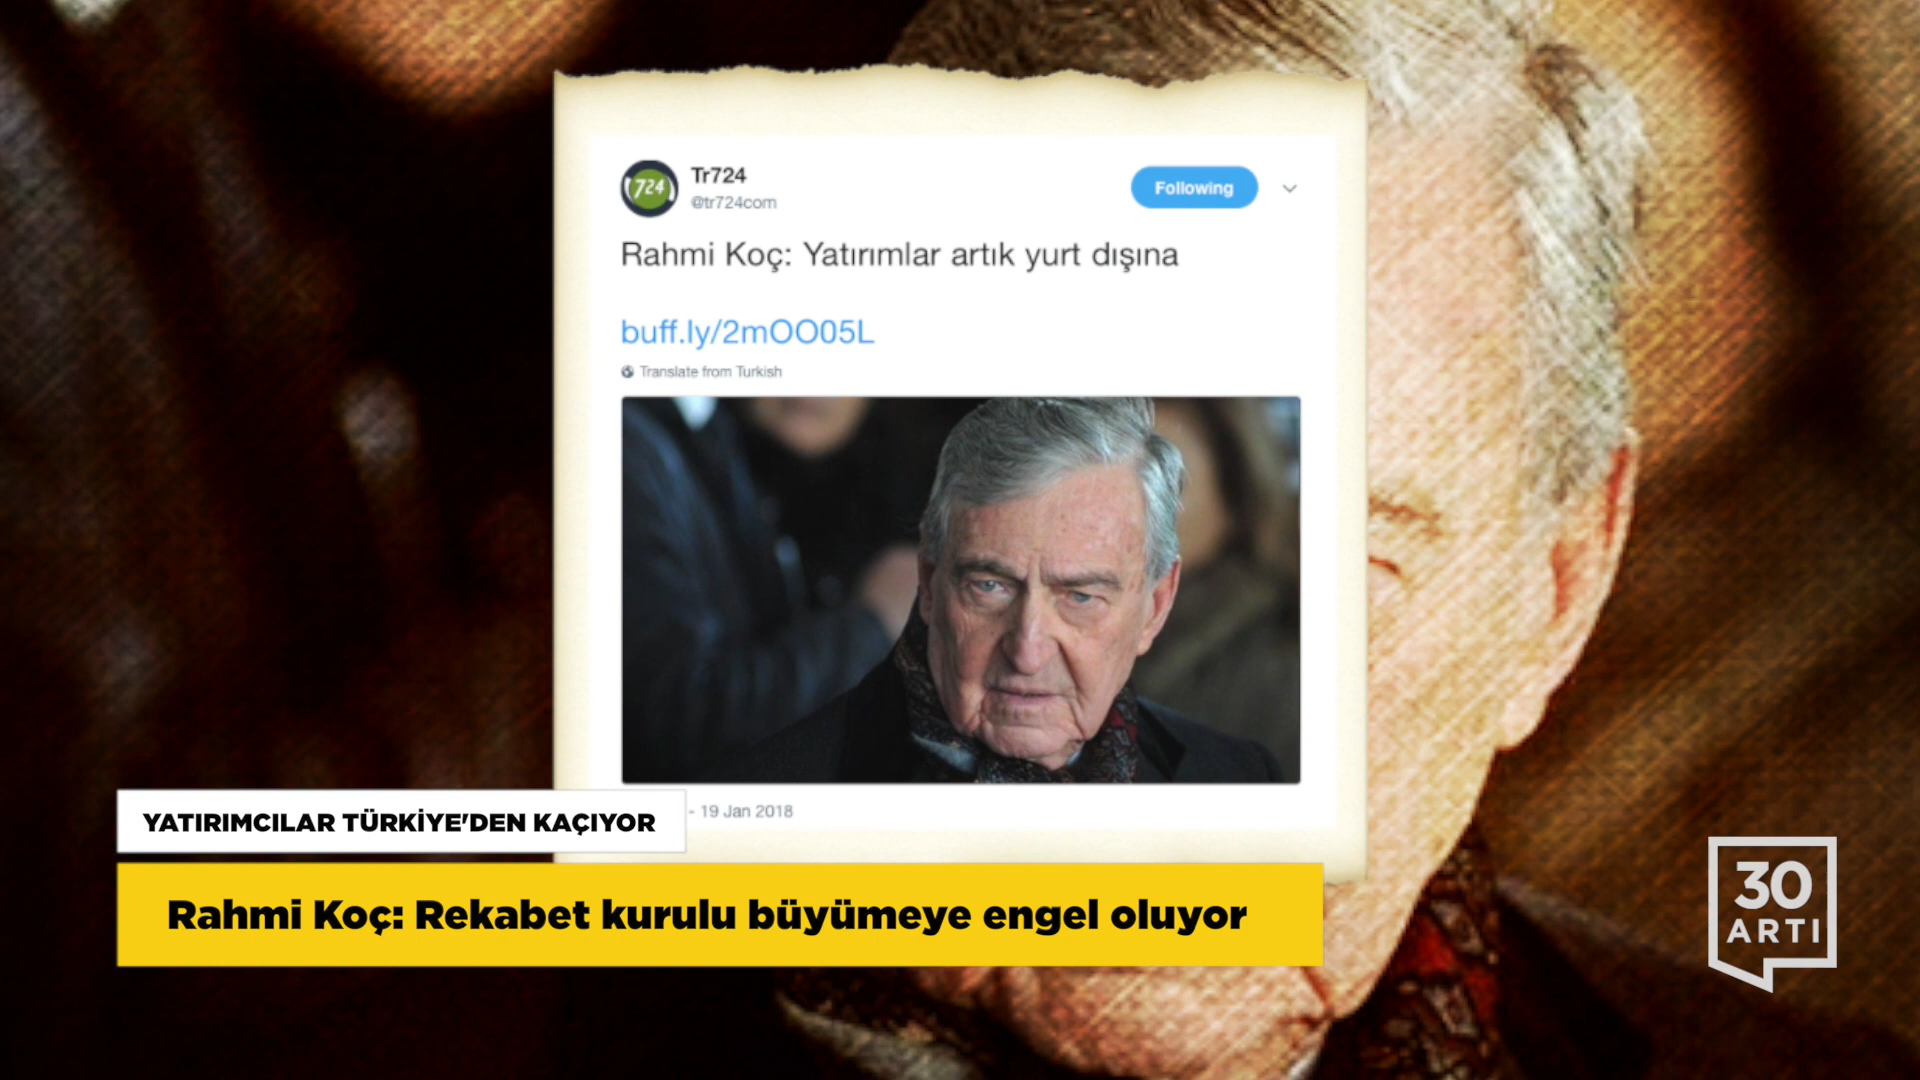 724
Tr724
@tr724com
Following
Rahmi Koç: Yatırımlar artık yurt dışına
buff.ly/2mOO05L
Translate from Turkish
- 19 Jan 2018
YATIRIMCILAR TÜRKİYE'DEN KAÇIYOR
Rahmi Koç: Rekabet kurulu büyümeye engel oluyor
30
ARTI